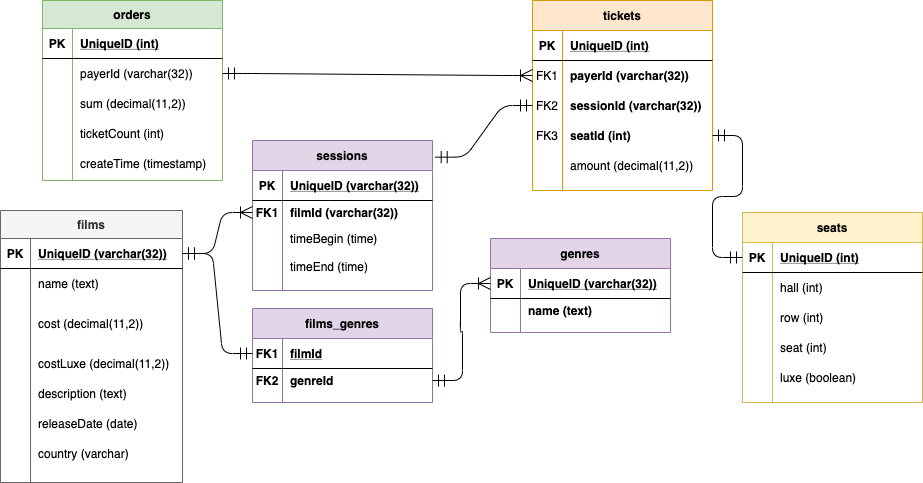 orders
PK UniqueID (int)
payerId (varchar(32))
sum (decimal(11,2))
ticketCount (int)
createTime (timestamp)
tickets
PK UniqueID (int)
FK1 payerId (varchar(32))
FK2 sessionId (varchar(32))
FK3 seatId (int)
amount (decimal(11,2))
sessions
PK UniqueID (varchar(32))
FK1 filmId (varchar(32))
timeBegin (time)
timeEnd (time)
films
PK UniqueID (varchar(32))
name (text)
cost (decimal(11,2))
costLuxe (decimal(11,2))
description (text)
releaseDate (date)
country (varchar)
genres
PK UniqueID (varchar(32))
name (text)
films_genres
FK1 filmId
FK2 genreId
seats
PK UniqueID (int)
hall (int)
row (int)
seat (int)
luxe (boolean)